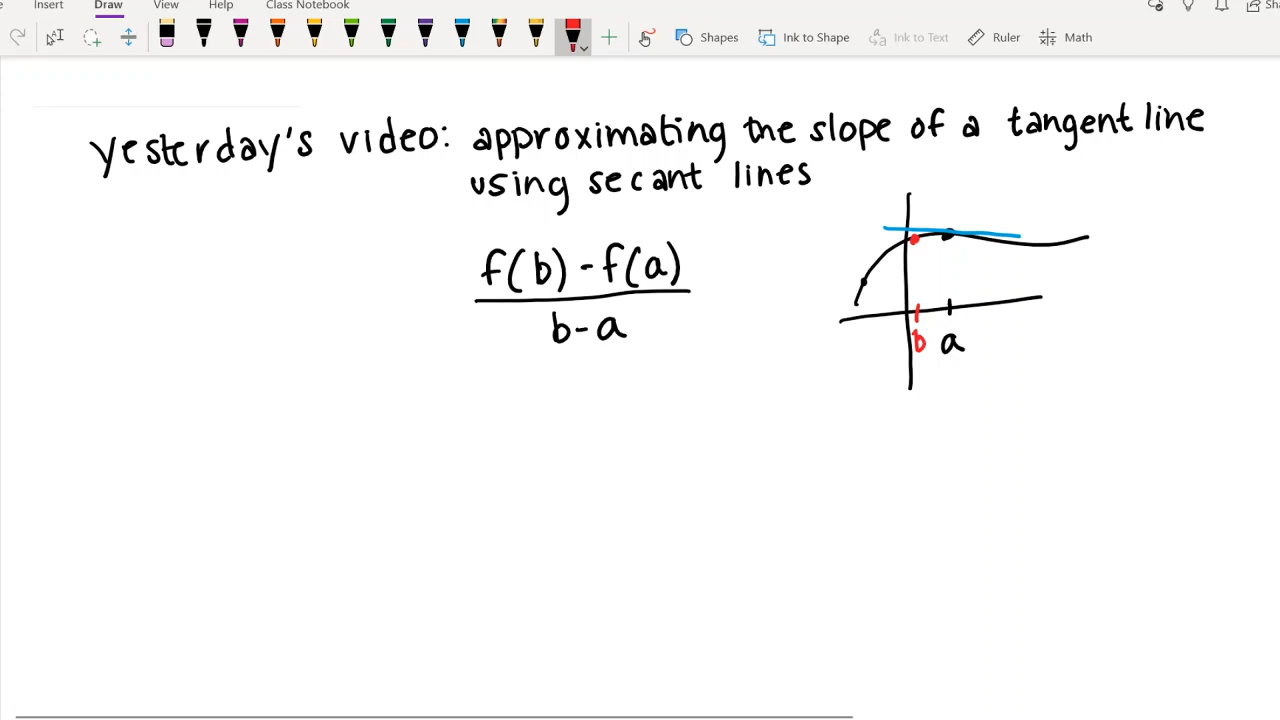 Insert Draw View Help Class Notebook
Shapes Ink to Shape Ink to Text Ruler Math
yesterday's video: approximating the slope of a tangent line
using secant lines
f(b) - f(a)
b - a
b a